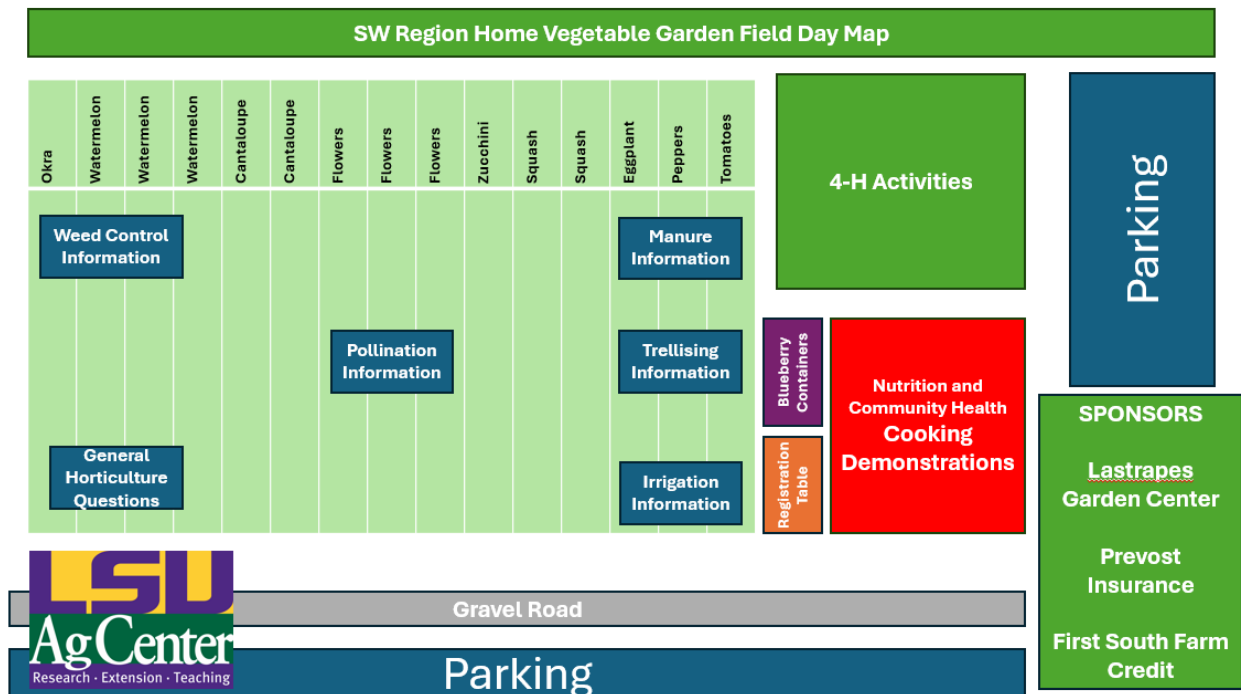 SW Region Home Vegetable Garden Field Day Map
Okra
Watermelon
Watermelon
Watermelon
Cantaloupe
Cantaloupe
Flowers
Flowers
Flowers
Zucchini
Squash
Squash
Eggplant
Peppers
Tomatoes
4-H Activities
Parking
Weed Control
Information
Manure
Information
Pollination
Information
Trellising
Information
Blueberry
Containers
Nutrition and
Community Health
Cooking
Demonstrations
General
Horticulture
Questions
Irrigation
Information
Registration
Table
SPONSORS
Lastrapes
Garden Center
Prevost
Insurance
First South Farm
Credit
LSU
AgCenter
Research · Extension · Teaching
Gravel Road
Parking